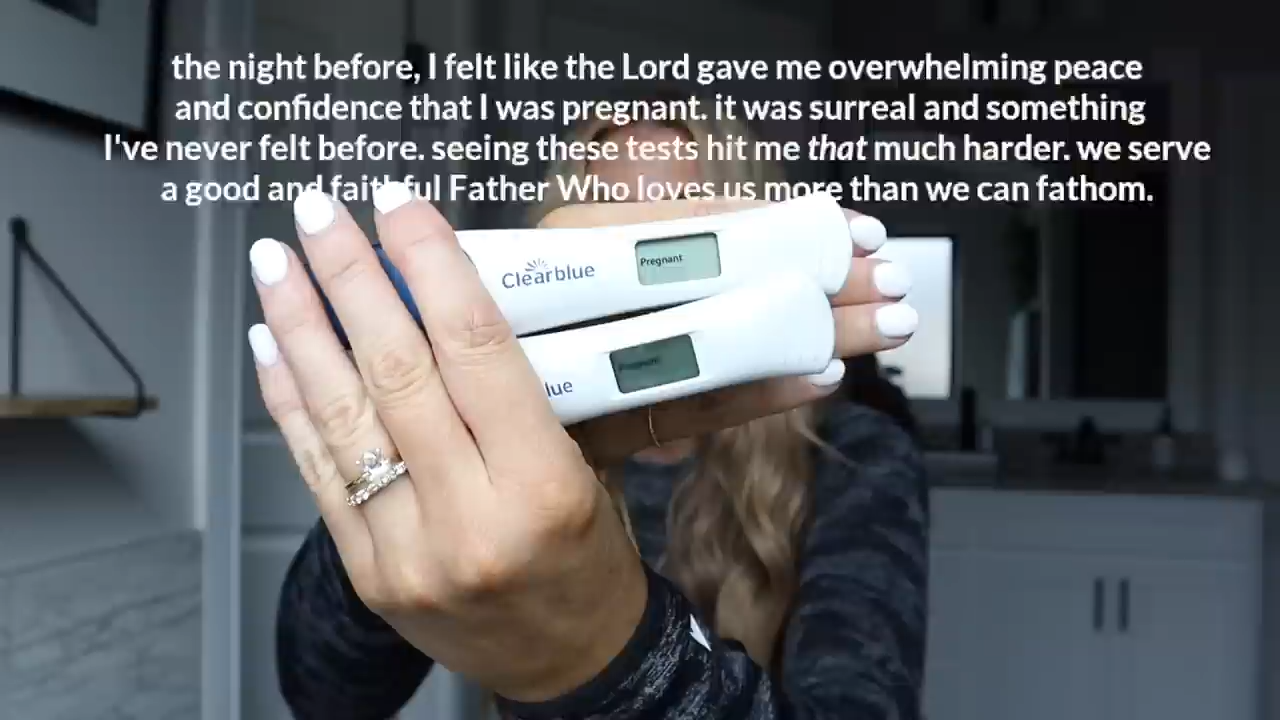 the night before, I felt like the Lord gave me overwhelming peace
and confidence that I was pregnant. it was surreal and something
I've never felt before. seeing these tests hit me that much harder. we serve
a good and faithful Father Who loves us more than we can fathom.
Clearblue
Pregnant
lue
Pregnant